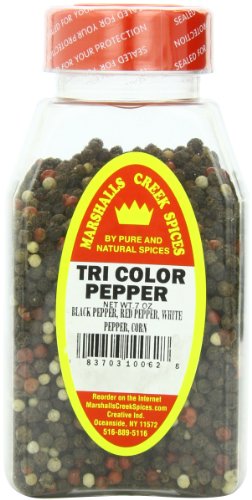 SEALED FOR YOUR PROTECTION
MARSHALLS CREEK SPICES
BY PURE AND
NATURAL SPICES
TRI COLOR
PEPPER
NET WT. 7 OZ
BLACK PEPPER, RED PEPPER, WHITE
PEPPER, CORN
8370310062 8
Reorder on the Internet
MarshallsCreekSpices.com
Creative Ind.
Oceanside, NY 11572
516-889-5116